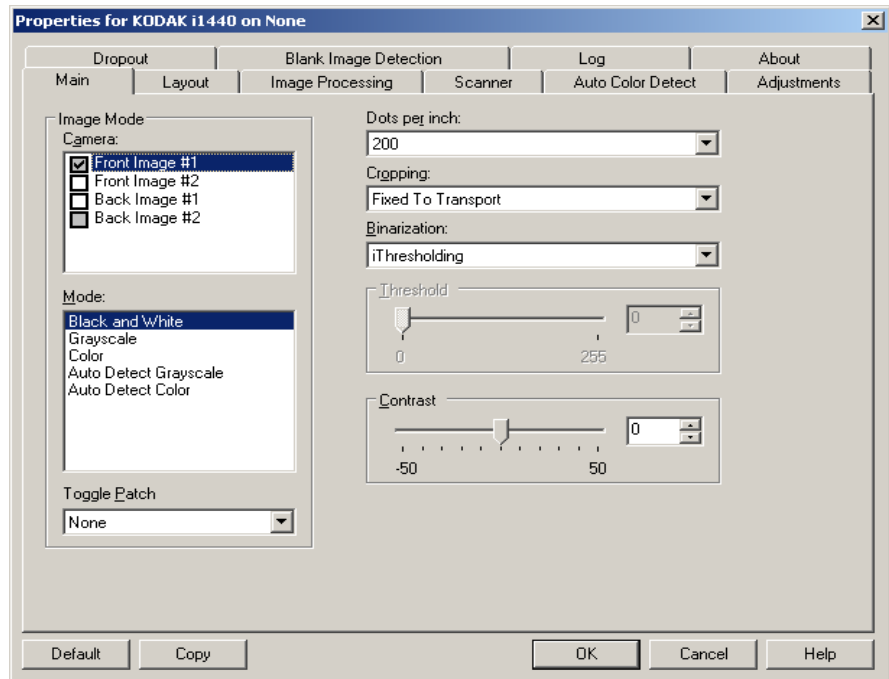 Properties for KODAK i1440 on None
Dropout
Blank Image Detection
Log
About
Main
Layout
Image Processing
Scanner
Auto Color Detect
Adjustments
Image Mode
Camera:
Front Image #1
Front Image #2
Back Image #1
Back Image #2
Mode:
Black and White
Grayscale
Color
Auto Detect Grayscale
Auto Detect Color
Toggle Patch
None
Dots per inch:
200
Cropping:
Fixed To Transport
Binarization:
iThresholding
Threshold
0
0 255
Contrast
0
-50 50
Default
Copy
OK
Cancel
Help